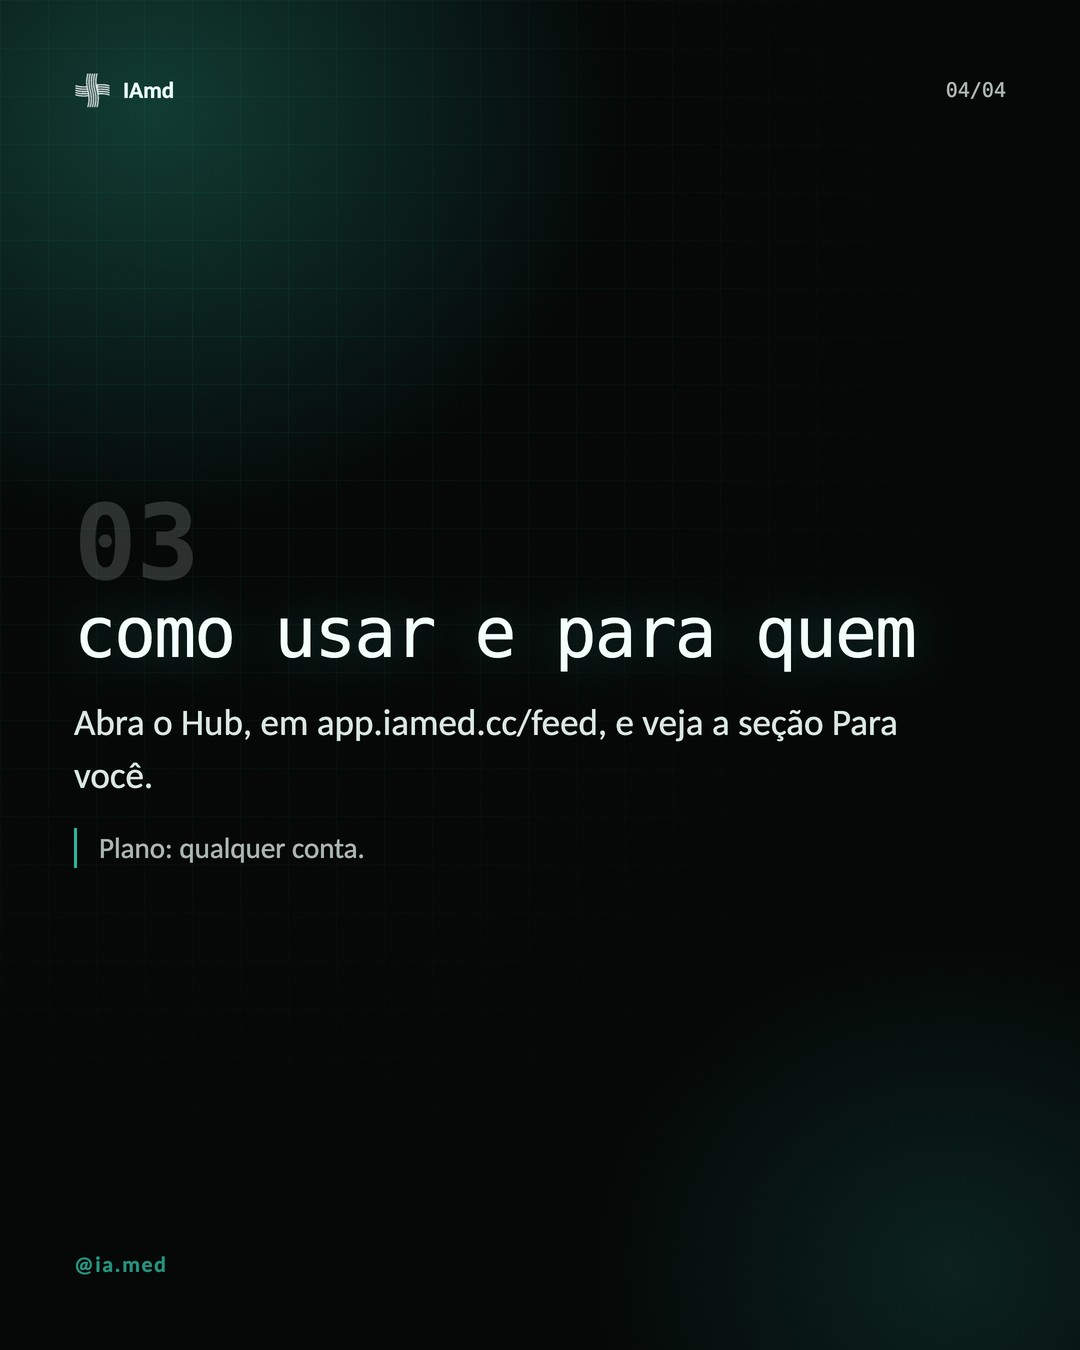 IAmd
04/04
03
como usar e para quem
Abra o Hub, em app.iamed.cc/feed, e veja a seção Para
você.
Plano: qualquer conta.
@ia.med